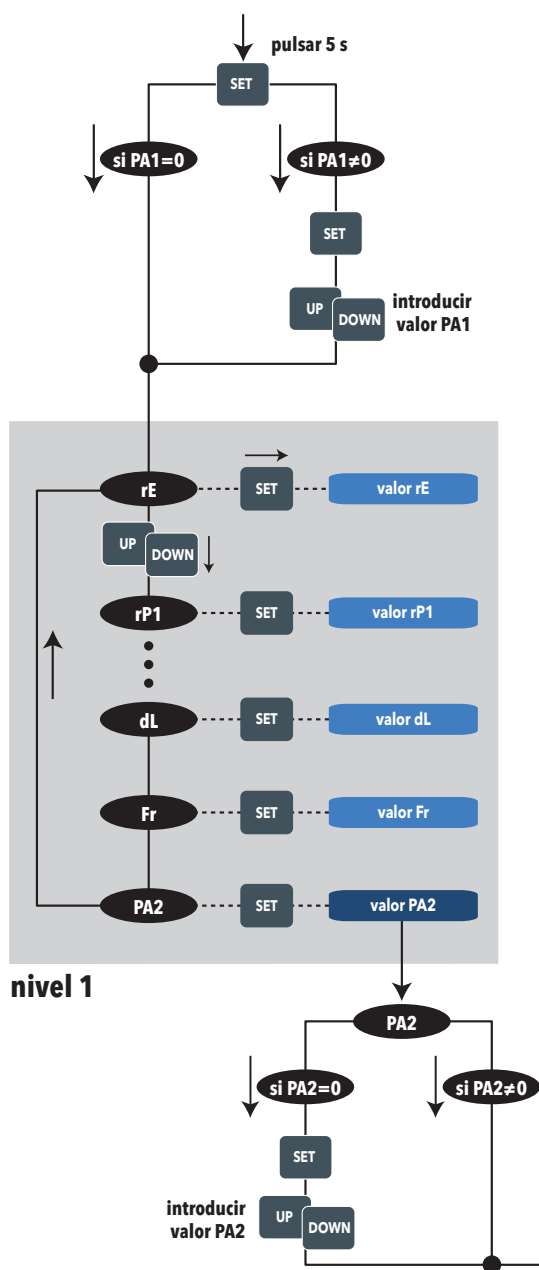 pulsar 5 s
SET
si PA1=0
si PA1≠0
SET
UP
DOWN
introducir
valor PA1
rE
SET
valor rE
UP
DOWN
rP1
SET
valor rP1
dL
SET
valor dL
Fr
SET
valor Fr
PA2
SET
valor PA2
nivel 1
PA2
si PA2=0
si PA2≠0
SET
introducir
valor PA2
UP
DOWN